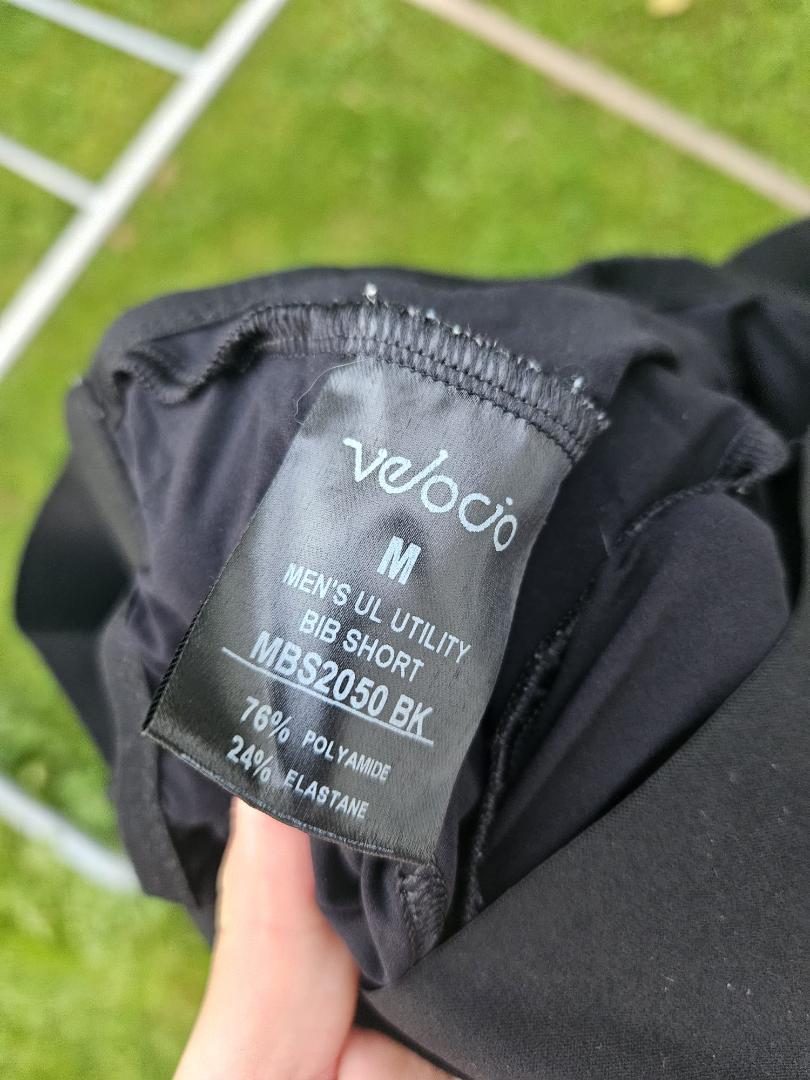 velocio
M
MEN'S UL UTILITY
BIB SHORT
MBS2050 BK
76% POLYAMIDE
24% ELASTANE